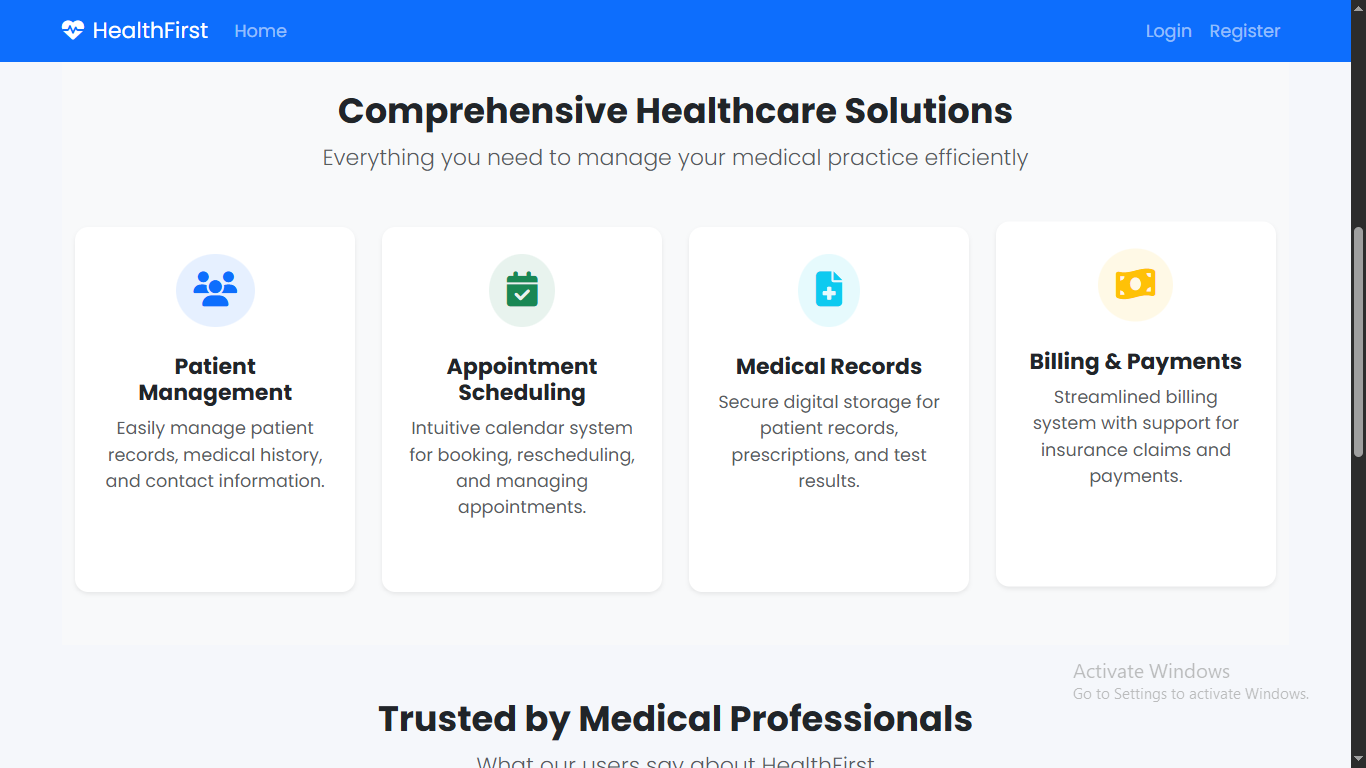 HealthFirst Home Login Register
Comprehensive Healthcare Solutions
Everything you need to manage your medical practice efficiently
Patient
Management
Easily manage patient
records, medical history,
and contact information.
Appointment
Scheduling
Intuitive calendar system
for booking, rescheduling,
and managing
appointments.
Medical Records
Secure digital storage for
patient records,
prescriptions, and test
results.
Billing & Payments
Streamlined billing
system with support for
insurance claims and
payments.
Activate Windows
Go to Settings to activate Windows.
Trusted by Medical Professionals
What our users say about HealthFirst